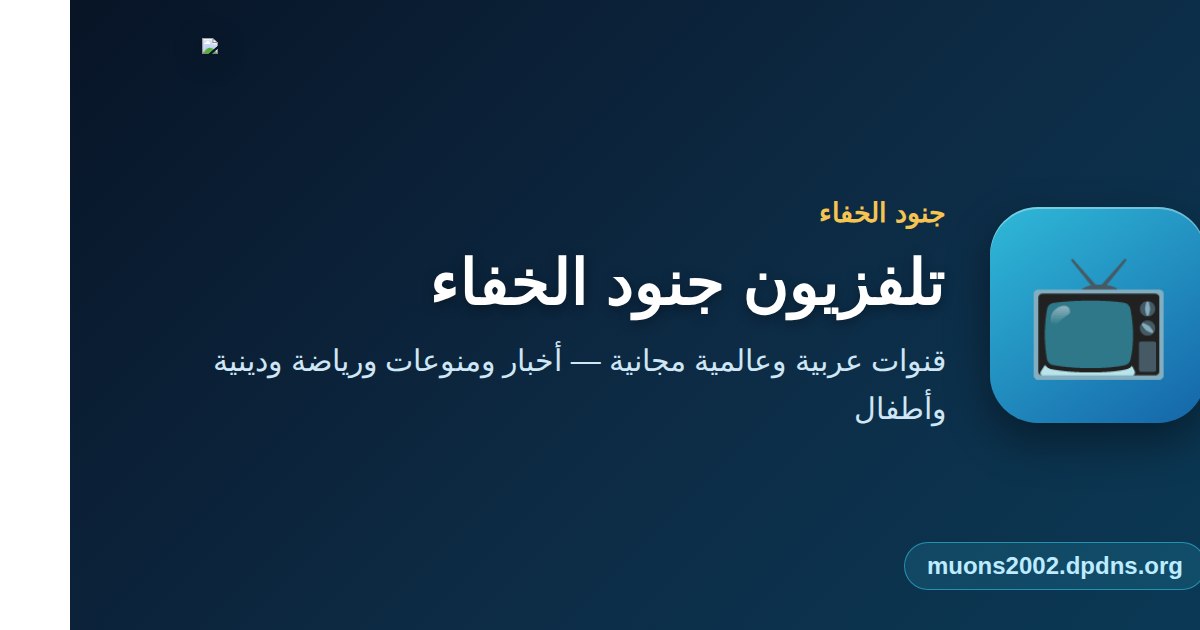 جنود الخفاء
تلفزيون جنود الخفاء
قنوات عربية وعالمية مجانية — أخبار ومنوعات ورياضة ودينية
وأطفال
muons2002.dpdns.org